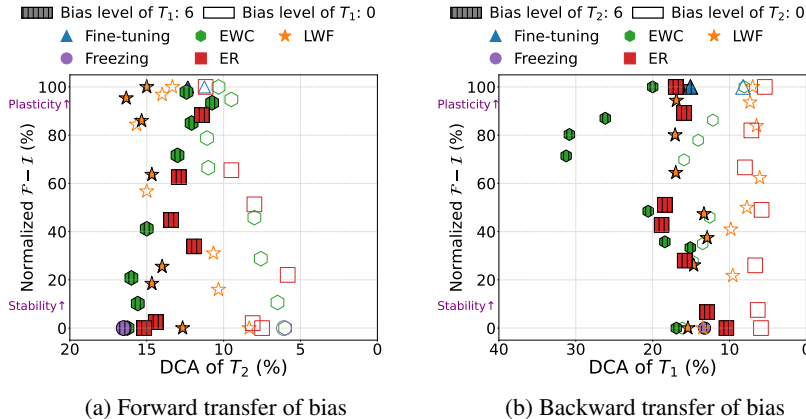 Bias level of T₁: 6 Bias level of T₁: 0
Fine-tuning EWC LWF
Freezing ER
Normalized ℱ − ℐ (%)
Plasticity↑
Stability↑
100
80
60
40
20
0
20 15 10 5 0
DCA of T₂ (%)
(a) Forward transfer of bias
Bias level of T₂: 6 Bias level of T₂: 0
Fine-tuning EWC LWF
Freezing ER
Normalized ℱ − ℐ (%)
Plasticity↑
Stability↑
100
80
60
40
20
0
40 30 20 10 0
DCA of T₁ (%)
(b) Backward transfer of bias